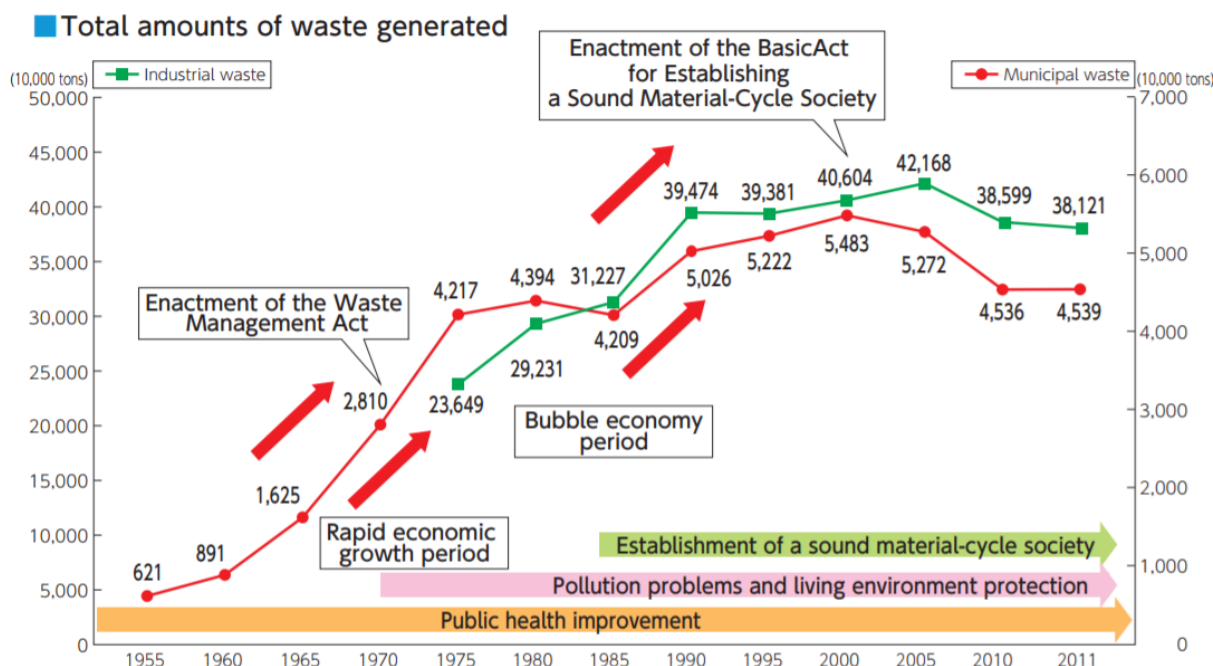 Total amounts of waste generated
(10,000 tons)
Industrial waste
Municipal waste
(10,000 tons)
Enactment of the BasicAct
for Establishing
a Sound Material-Cycle Society
50,000
45,000
40,000
35,000
30,000
25,000
20,000
15,000
10,000
5,000
0
7,000
6,000
5,000
4,000
3,000
2,000
1,000
0
Enactment of the Waste
Management Act
Rapid economic
growth period
Bubble economy
period
621
891
1,625
2,810
4,217
4,394
4,209
5,026
5,222
5,483
5,272
4,536
4,539
23,649
29,231
31,227
39,474
39,381
40,604
42,168
38,599
38,121
Establishment of a sound material-cycle society
Pollution problems and living environment protection
Public health improvement
1955 1960 1965 1970 1975 1980 1985 1990 1995 2000 2005 2010 2011